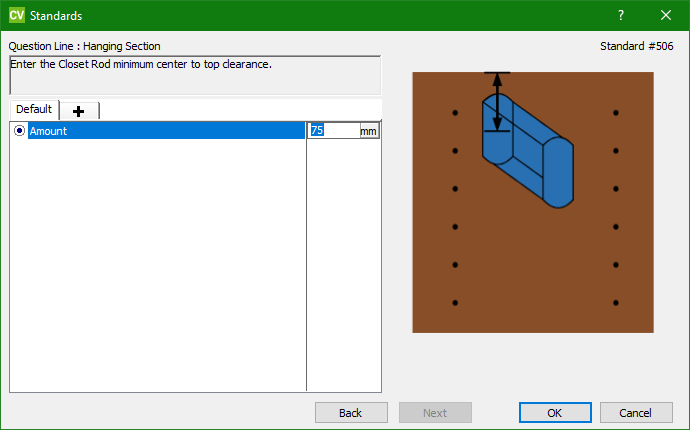 CV Standards ?
Question Line : Hanging Section
Standard #506
Enter the Closet Rod minimum center to top clearance.
Default
Amount 75 mm
Back Next OK Cancel